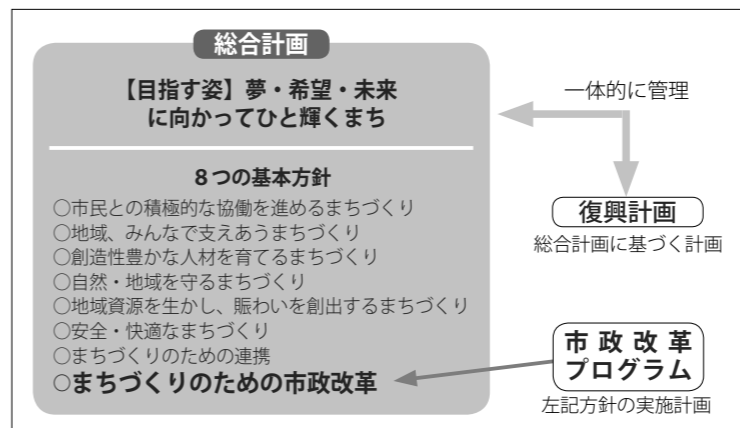 総合計画
【目指す姿】夢・希望・未来
に向かってひと輝くまち
８つの基本方針
○市民との積極的な協働を進めるまちづくり
○地域、みんなで支えあうまちづくり
○創造性豊かな人材を育てるまちづくり
○自然・地域を守るまちづくり
○地域資源を生かし、賑わいを創出するまちづくり
○安全・快適なまちづくり
○まちづくりのための連携
○まちづくりのための市政改革
一体的に管理
復興計画
総合計画に基づく計画
市政改革
プログラム
左記方針の実施計画